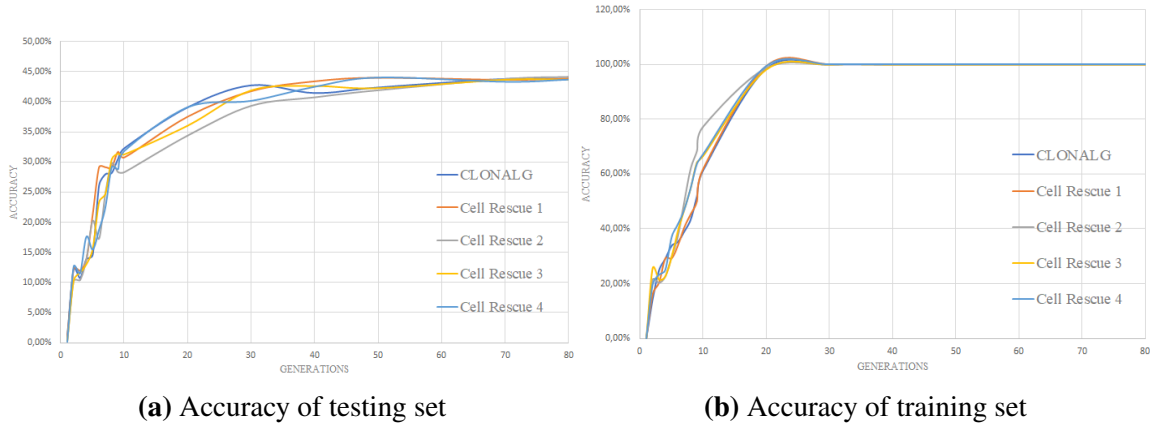 50,00%
45,00%
40,00%
35,00%
30,00%
25,00%
20,00%
15,00%
10,00%
5,00%
0,00%
ACCURACY
0 10 20 30 40 50 60 70 80
GENERATIONS
CLONALG
Cell Rescue 1
Cell Rescue 2
Cell Rescue 3
Cell Rescue 4
(a) Accuracy of testing set
120,00%
100,00%
80,00%
60,00%
40,00%
20,00%
0,00%
ACCURACY
0 10 20 30 40 50 60 70 80
GENERATIONS
CLONALG
Cell Rescue 1
Cell Rescue 2
Cell Rescue 3
Cell Rescue 4
(b) Accuracy of training set